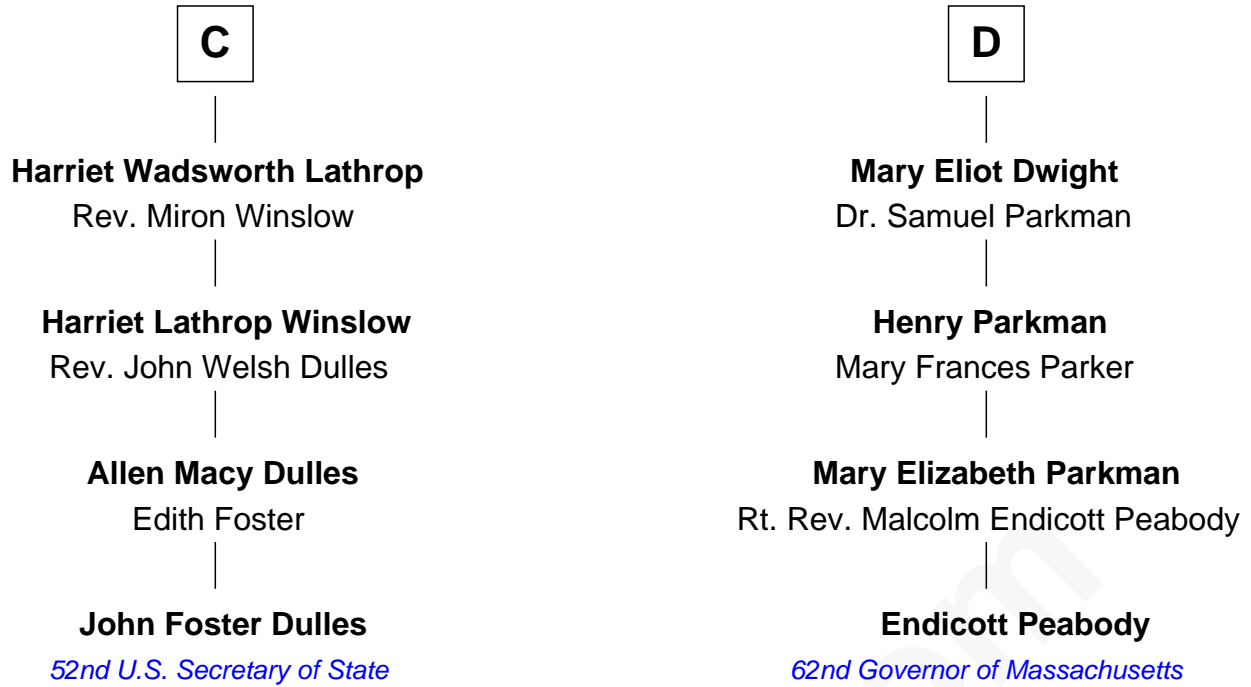 C
Harriet Wadsworth Lathrop
Rev. Miron Winslow
Harriet Lathrop Winslow
Rev. John Welsh Dulles
Allen Macy Dulles
Edith Foster
John Foster Dulles
52nd U.S. Secretary of State
D
Mary Eliot Dwight
Dr. Samuel Parkman
Henry Parkman
Mary Frances Parker
Mary Elizabeth Parkman
Rt. Rev. Malcolm Endicott Peabody
Endicott Peabody
62nd Governor of Massachusetts